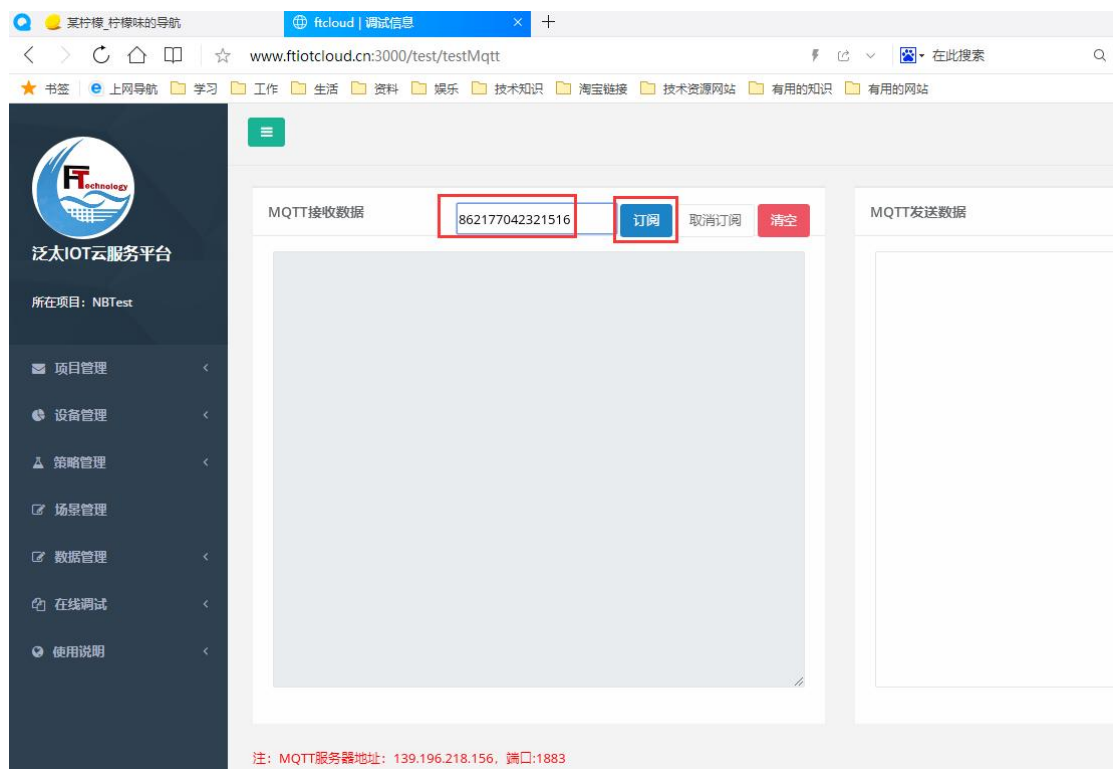 某柠檬_柠檬味的导航
ftcloud | 调试信息
www.ftiotcloud.cn:3000/test/testMqtt
在此搜索
书签 上网导航 学习 工作 生活 资料 娱乐 技术知识 淘宝链接 技术资源网站 有用的知识 有用的网站
FTechnology
泛太IOT云服务平台
所在项目：NBTest
项目管理
设备管理
策略管理
场景管理
数据管理
在线调试
使用说明
MQTT接收数据 862177042321516 订阅 取消订阅 清空
MQTT发送数据
注：MQTT服务器地址：139.196.218.156，端口:1883